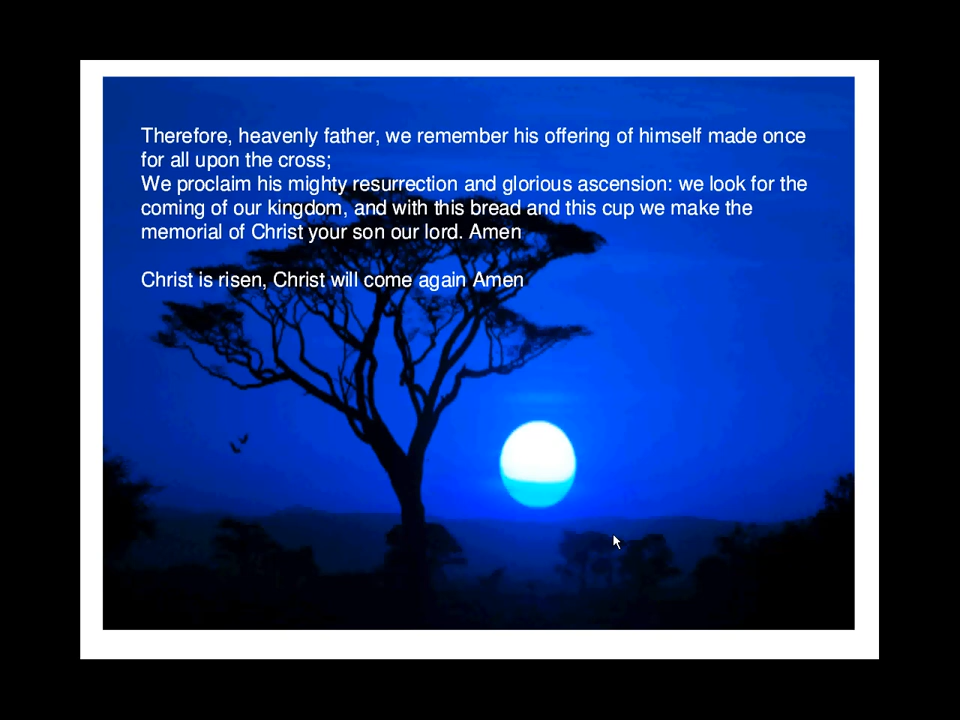 Therefore, heavenly father, we remember his offering of himself made once
for all upon the cross;
We proclaim his mighty resurrection and glorious ascension: we look for the
coming of our kingdom, and with this bread and this cup we make the
memorial of Christ your son our lord. Amen
Christ is risen, Christ will come again Amen